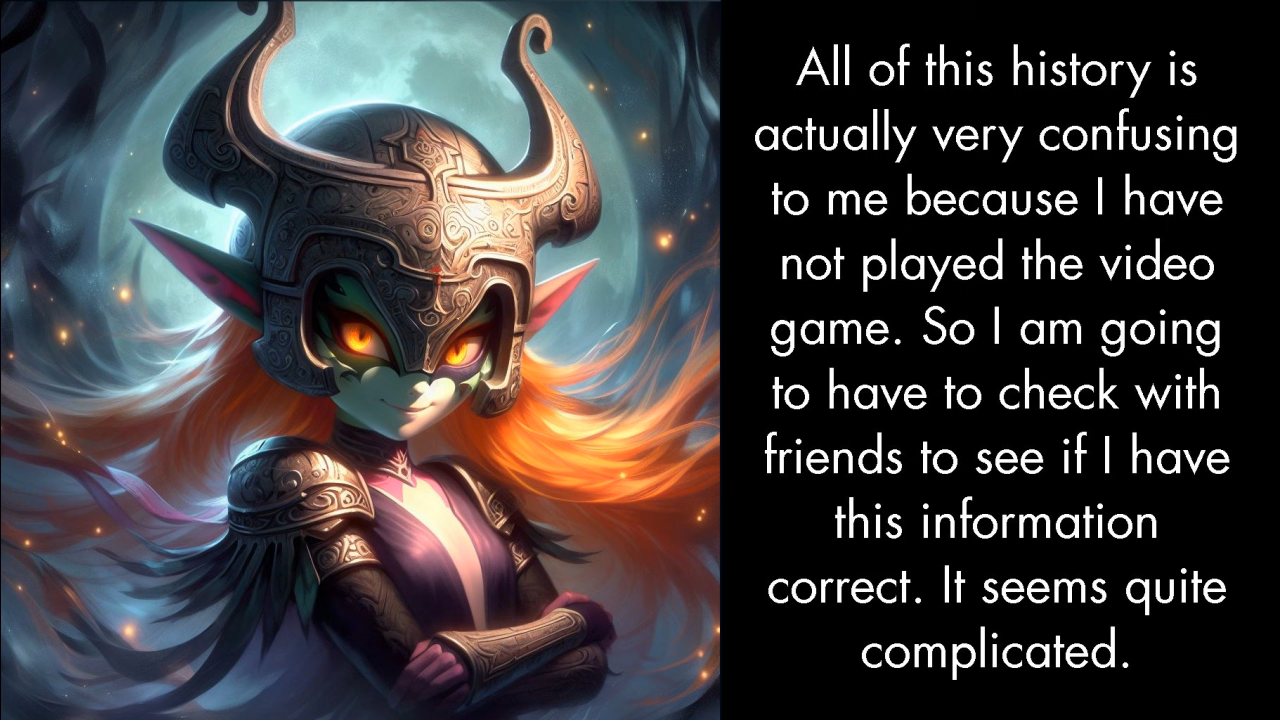 All of this history is
actually very confusing
to me because I have
not played the video
game. So I am going
to have to check with
friends to see if I have
this information
correct. It seems quite
complicated.